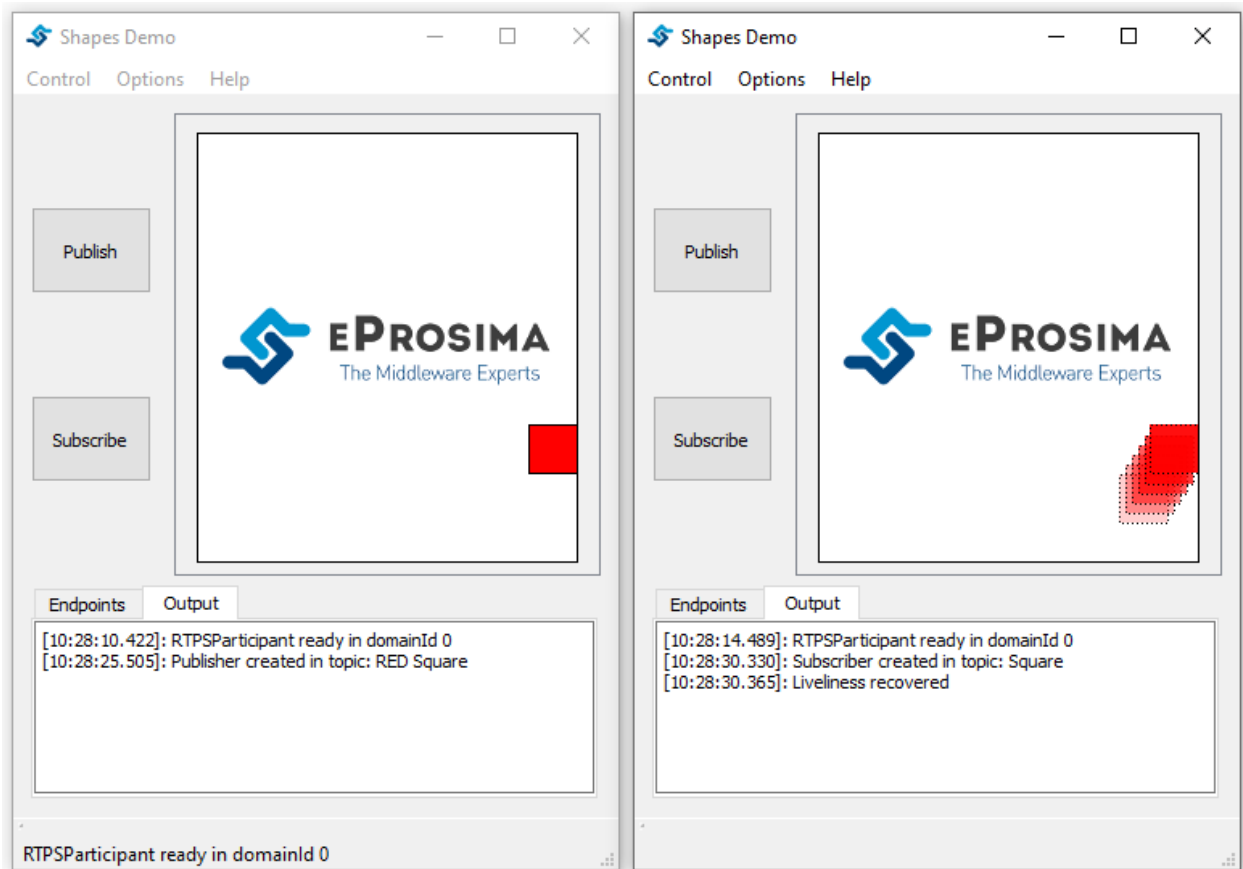 Shapes Demo
Control Options Help
Publish
Subscribe
EPROSIMA
The Middleware Experts
Endpoints Output
[10:28:10.422]: RTPSParticipant ready in domainId 0
[10:28:25.505]: Publisher created in topic: RED Square
RTPSParticipant ready in domainId 0
Shapes Demo
Control Options Help
Publish
Subscribe
EPROSIMA
The Middleware Experts
Endpoints Output
[10:28:14.489]: RTPSParticipant ready in domainId 0
[10:28:30.330]: Subscriber created in topic: Square
[10:28:30.365]: Liveliness recovered